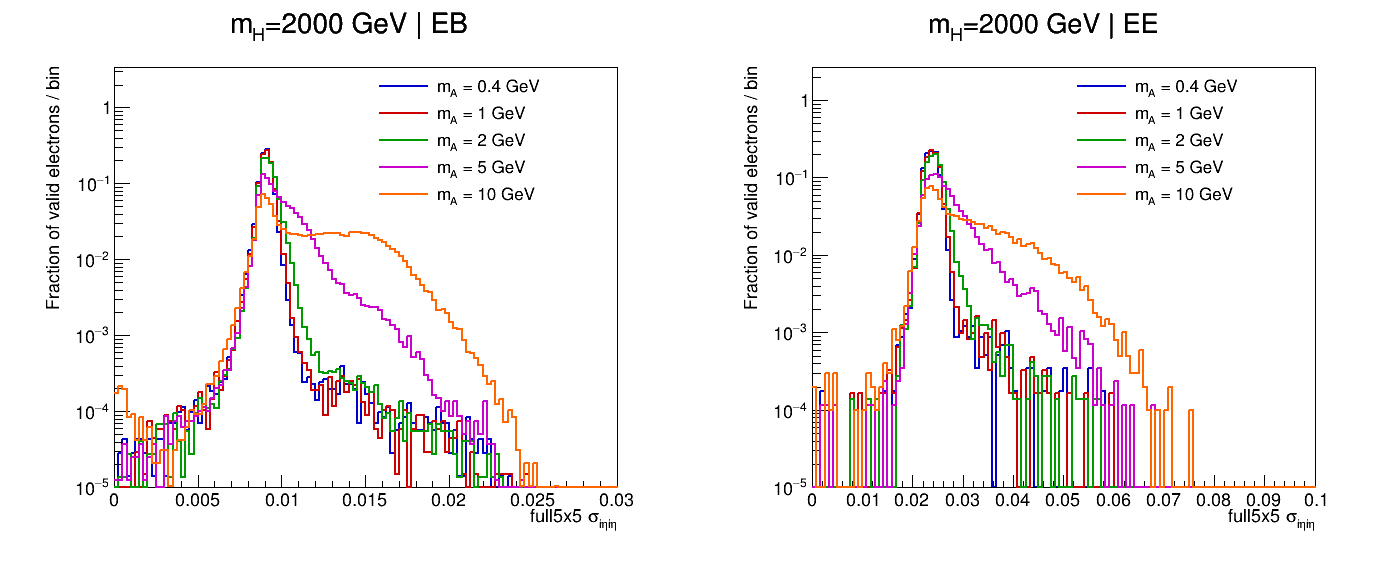 m_H=2000 GeV | EB
Fraction of valid electrons / bin
1
10⁻¹
10⁻²
10⁻³
10⁻⁴
10⁻⁵
m_A = 0.4 GeV
m_A = 1 GeV
m_A = 2 GeV
m_A = 5 GeV
m_A = 10 GeV
0 0.005 0.01 0.015 0.02 0.025 0.03
full5x5 σ_iηiη
m_H=2000 GeV | EE
Fraction of valid electrons / bin
1
10⁻¹
10⁻²
10⁻³
10⁻⁴
10⁻⁵
m_A = 0.4 GeV
m_A = 1 GeV
m_A = 2 GeV
m_A = 5 GeV
m_A = 10 GeV
0 0.01 0.02 0.03 0.04 0.05 0.06 0.07 0.08 0.09 0.1
full5x5 σ_iηiη